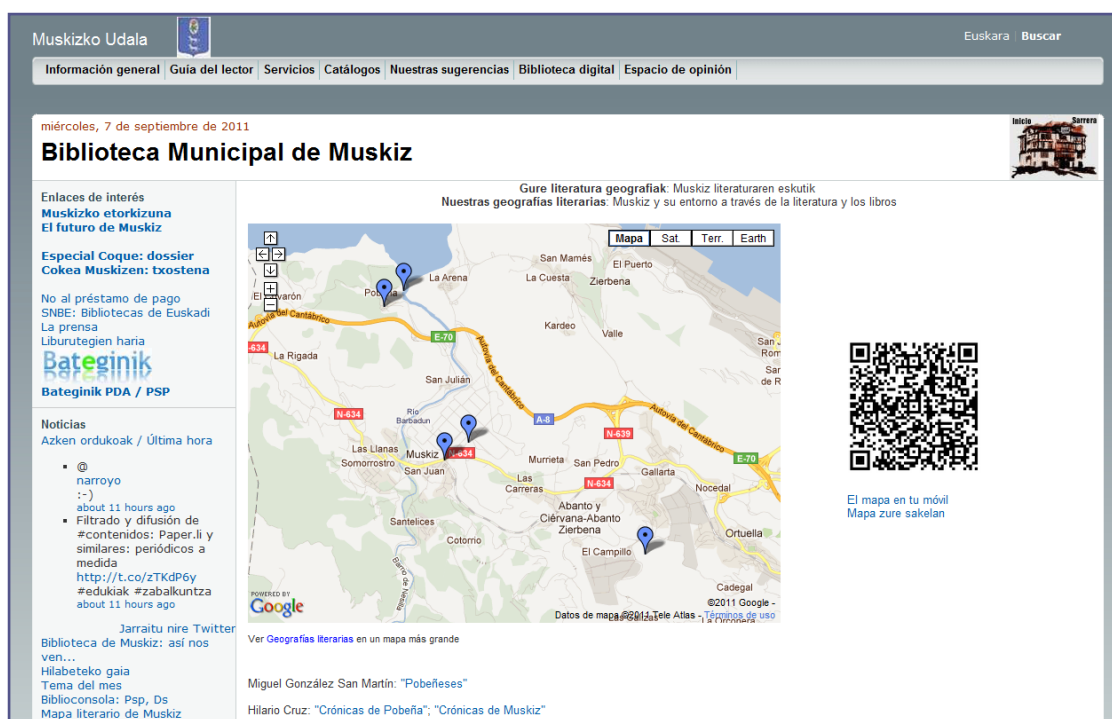 Muskizko Udala
Euskara | Buscar
Información general | Guía del lector | Servicios | Catálogos | Nuestras sugerencias | Biblioteca digital | Espacio de opinión
miércoles, 7 de septiembre de 2011
Inicio Sarrera
Biblioteca Municipal de Muskiz
Enlaces de interés
Muskizko etorkizuna
El futuro de Muskiz
Especial Coque: dossier
Cokea Muskizen: txostena
No al préstamo de pago
SNBE: Bibliotecas de Euskadi
La prensa
Liburutegien haria
Bateginik
Bateginik PDA / PSP
Noticias
Azken ordukoak / Última hora
@
narroyo
:-)
about 11 hours ago
Filtrado y difusión de
#contenidos: Paper.li y
similares: periódicos a
medida
http://t.co/zTKdP6y
#edukiak #zabalkuntza
about 11 hours ago
Jarraitu nire Twitter
Biblioteca de Muskiz: así nos
ven...
Hilabeteko gaia
Tema del mes
Biblioconsola: Psp, Ds
Mapa literario de Muskiz
Gure literatura geografiak: Muskiz literaturaren eskutik
Nuestras geografías literarias: Muskiz y su entorno a través de la literatura y los libros
Mapa Sat. Terr. Earth
San Mamés
El Puerto
La Arena
La Cuesta
Zierbena
Autovía del Cantábrico
Kardeo
Valle
E-70
San J
Rom
N-634
La Rigada
Autovía del Cantábrico
San
de R
San Julián
N-634
Río
Barbadun
A-8
Autovía del Cantábrico
N-639
Las Llanas
Muskiz
N-634
E-70
Somorrostro
San Juan
Murrieta
San Pedro
Gallarta
Las
Carreras
N-634
Nocedal
Abanto y
Ciérvana-Abanto
Zierbena
Santelices
Cotorrio
Ortuella
El Campillo
Cadegal
POWERED BY
Google
©2011 Google -
Datos de mapa ©2011 Tele Atlas - Términos de uso
El mapa en tu móvil
Mapa zure sakelan
Ver Geografías literarias en un mapa más grande
Miguel González San Martín: "Pobeñeses"
Hilario Cruz: "Crónicas de Pobeña"; "Crónicas de Muskiz"